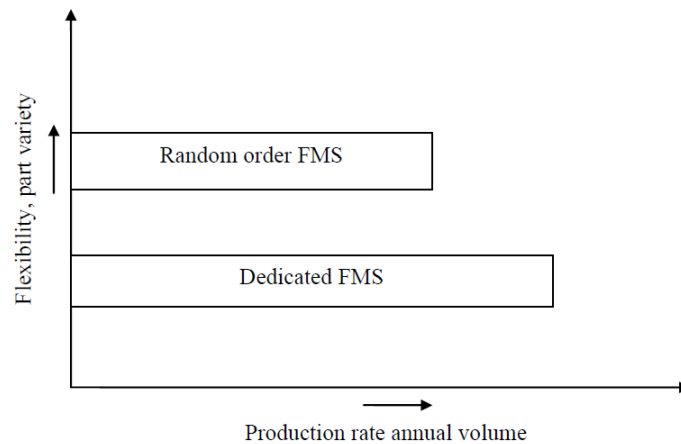 Flexibility, part variety
Random order FMS
Dedicated FMS
Production rate annual volume